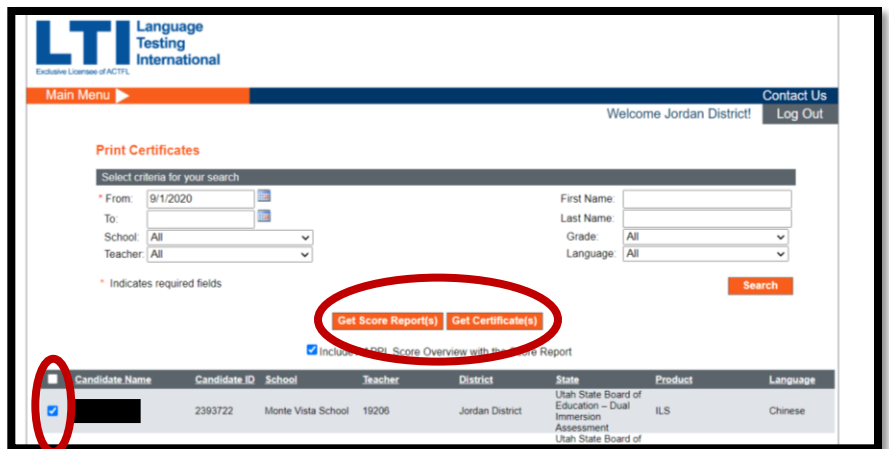 LTI Language Testing International
Exclusive Licensee of ACTFL
Main Menu
Contact Us
Welcome Jordan District! Log Out
Print Certificates
Select criteria for your search
* From: 9/1/2020 First Name:
To: Last Name:
School: All Grade: All
Teacher: All Language: All
* Indicates required fields Search
Get Score Report(s) Get Certificate(s)
Include Score Overview with the Report
Candidate Name Candidate ID School Teacher District State Product Language
2393722 Monte Vista School 19206 Jordan District Utah State Board of Education – Dual Immersion Assessment ILS Chinese
Utah State Board of